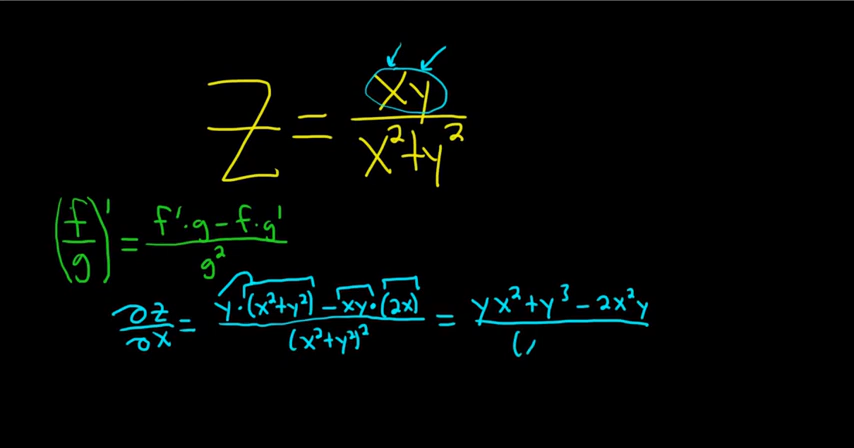 Z = xy / (x² + y²)
(f/g)' = (f'·g − f·g') / g²
∂z/∂x = (y·(x²+y²) − xy·(2x)) / (x²+y²)² = (yx² + y³ − 2x²y) / (